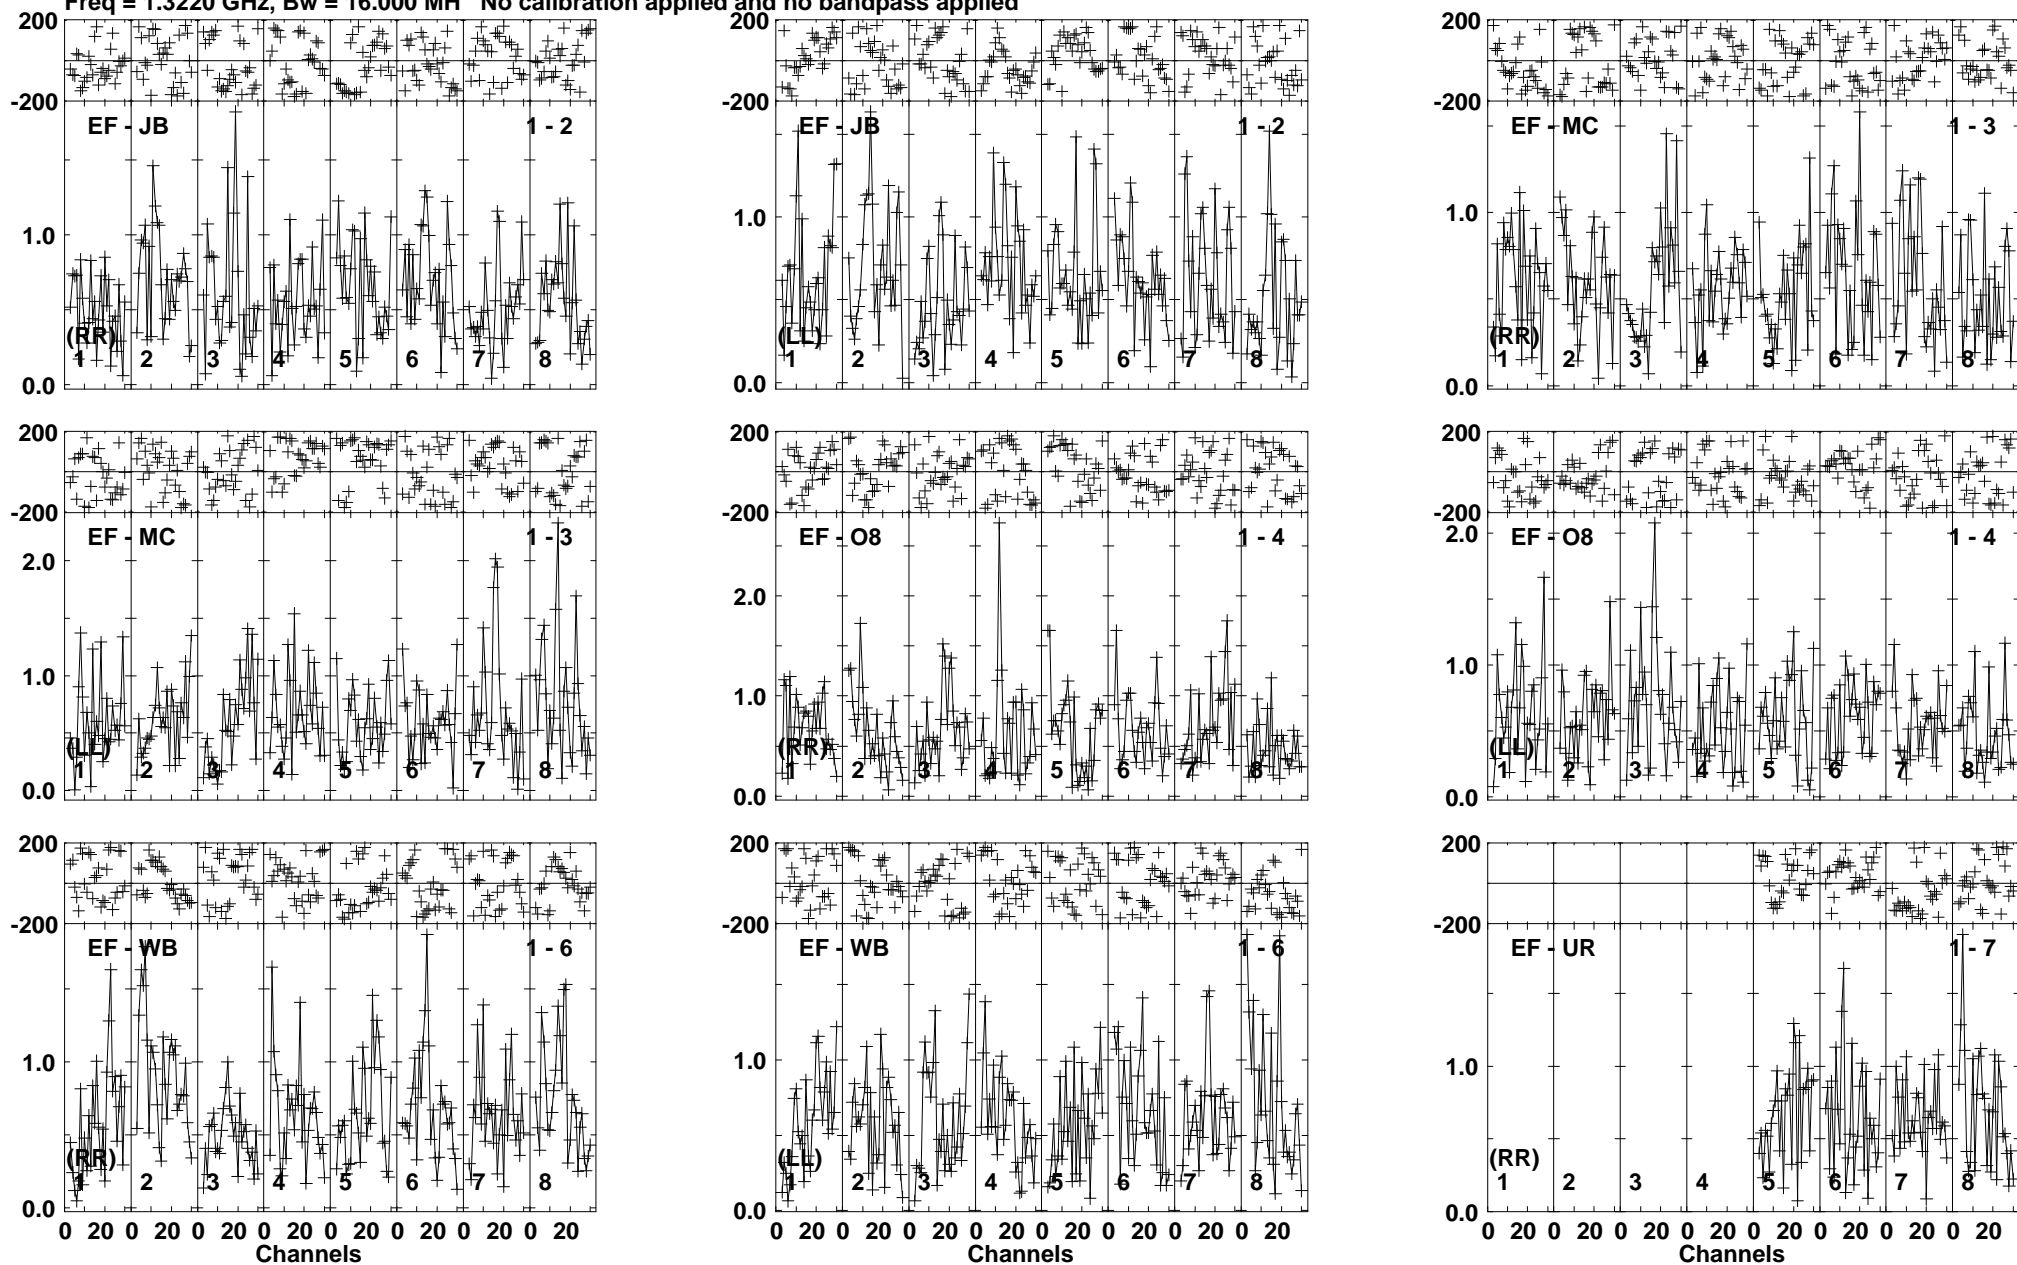 Freq = 1.3220 GHz, Bw = 16.000 MH No calibration applied and no bandpass applied
200 200 200
-200 -200 -200
EF - JB 1 - 2 EF - JB 1 - 2 EF - MC 1 - 3
1.0 1.0 1.0
(RR) (LL) (RR)
1 2 3 4 5 6 7 8 1 2 3 4 5 6 7 8 1 2 3 4 5 6 7 8
0.0 0.0 0.0
200 200 200
-200 -200 -200
EF - MC 1 - 3 EF - O8 1 - 4 EF - O8 1 - 4
2.0 2.0 2.0
1.0 1.0 1.0
(LL) (RR) (LL)
1 2 3 4 5 6 7 8 1 2 3 4 5 6 7 8 1 2 3 4 5 6 7 8
0.0 0.0 0.0
200 200 200
-200 -200 -200
EF - WB 1 - 6 EF - WB 1 - 6 EF - UR 1 - 7
1.0 1.0 1.0
(RR) (LL) (RR)
1 2 3 4 5 6 7 8 1 2 3 4 5 6 7 8 1 2 3 4 5 6 7 8
0.0 0.0 0.0
0 20 0 20 0 20 0 20 0 20 0 20 0 20 0 20 0 20 0 20 0 20 0 20 0 20 0 20 0 20 0 20 0 20 0 20 0 20 0 20 0 20 0 20 0 20 0 20
Channels Channels Channels